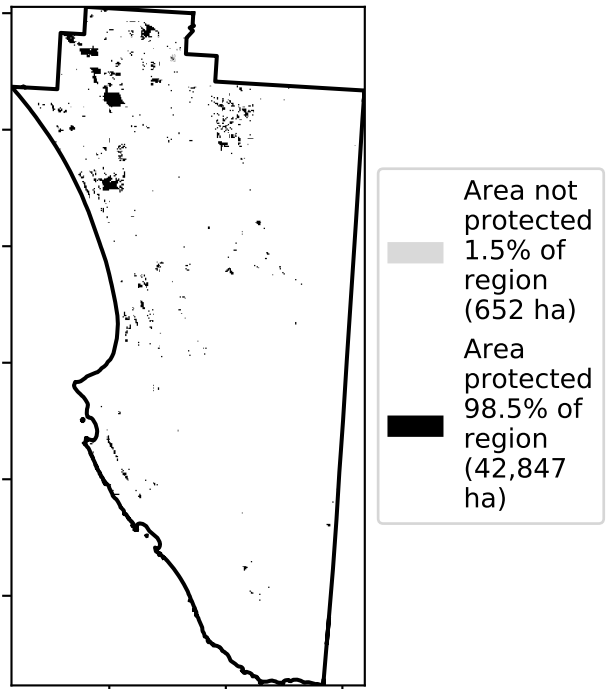 Area not
protected
1.5% of
region
(652 ha)
Area
protected
98.5% of
region
(42,847
ha)